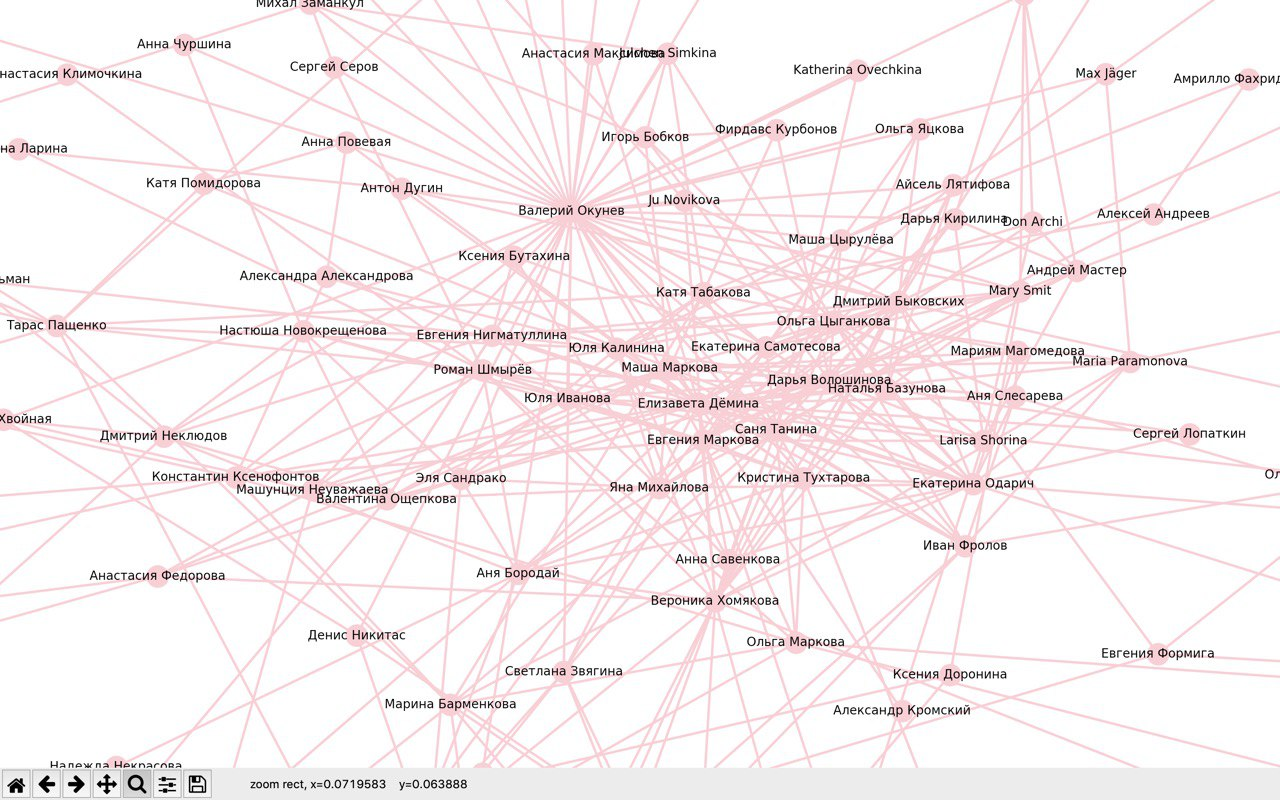 Михал Заманкул
Анна Чуршина
Анастасия Максимова
Julchen Simkina
Сергей Серов
Katherina Ovechkina
Max Jäger
настасия Климочкина
Амрилло Фахрид
Фирдавс Курбонов
Ольга Яцкова
Игорь Бобков
Анна Повевая
на Ларина
Катя Помидорова
Антон Дугин
Айсель Лятифова
Ju Novikova
Валерий Окунев
Алексей Андреев
Дарья Кирилина
Don Archi
Маша Цырулёва
Ксения Бутахина
Андрей Мастер
Александра Александрова
ьман
Mary Smit
Катя Табакова
Дмитрий Быковских
Ольга Цыганкова
Тарас Пащенко
Настюша Новокрещенова
Евгения Нигматуллина
Юля Калинина
Екатерина Самотесова
Мариям Магомедова
Maria Paramonova
Маша Маркова
Роман Шмырёв
Дарья Волошинова
Наталья Базунова
Аня Слесарева
Юля Иванова
Елизавета Дёмина
Хвойная
Саня Танина
Сергей Лопаткин
Дмитрий Неклюдов
Евгения Маркова
Larisa Shorina
Ол
Константин Ксенофонтов
Эля Сандрако
Кристина Тухтарова
Екатерина Одарич
Яна Михайлова
Машунция Неуважаева
Валентина Ощепкова
Иван Фролов
Анна Савенкова
Аня Бородай
Анастасия Федорова
Вероника Хомякова
Денис Никитас
Ольга Маркова
Евгения Формига
Светлана Звягина
Ксения Доронина
Марина Барменкова
Александр Кромский
Надежда Некрасова
zoom rect, x=0.0719583 y=0.063888